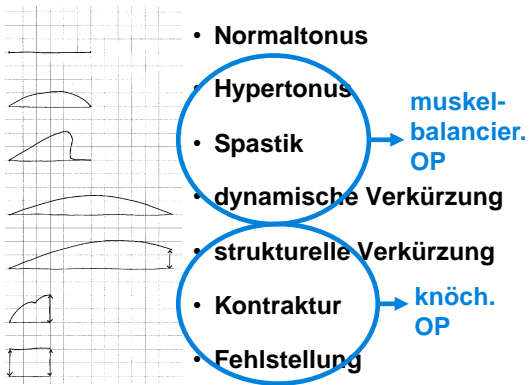 • Normaltonus
• Hypertonus
• Spastik
• dynamische Verkürzung
• strukturelle Verkürzung
• Kontraktur
• Fehlstellung
muskel-
balancier.
OP
knöch.
OP